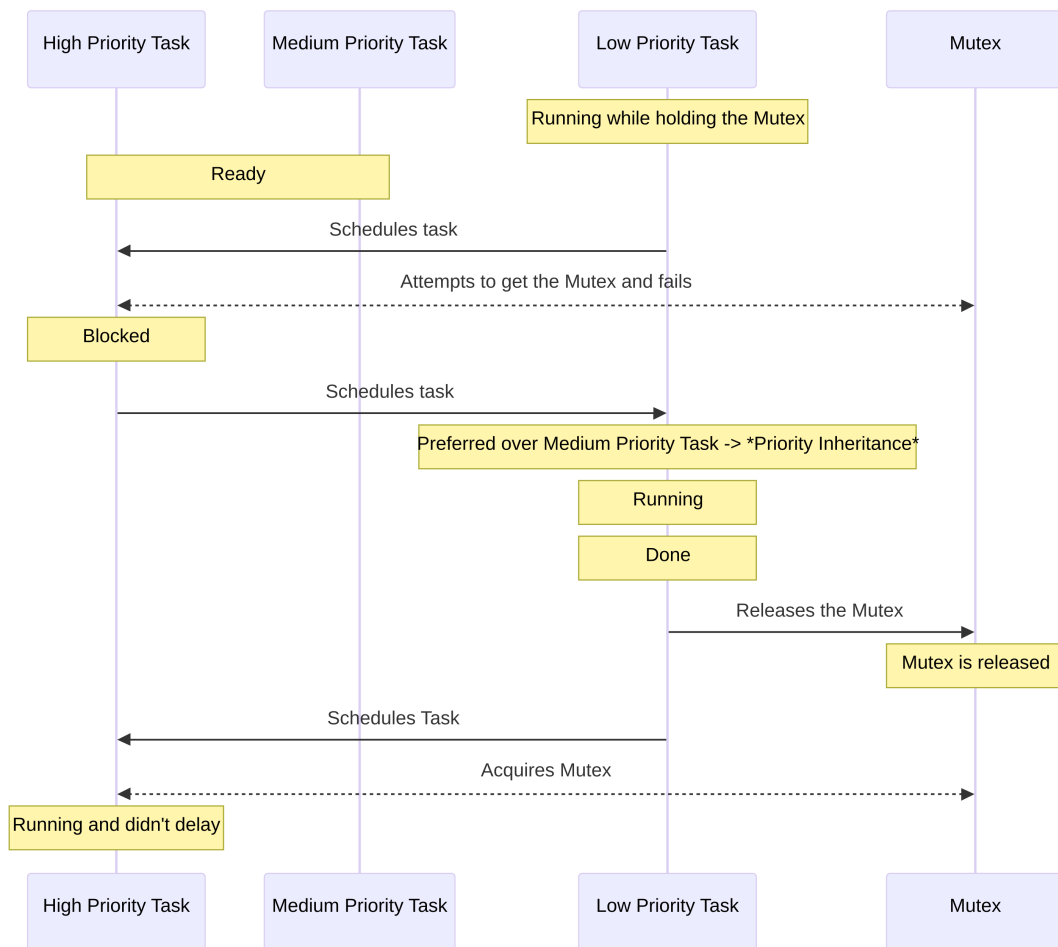 High Priority Task
Medium Priority Task
Low Priority Task
Mutex
Running while holding the Mutex
Ready
Schedules task
Attempts to get the Mutex and fails
Blocked
Schedules task
Preferred over Medium Priority Task -> *Priority Inheritance*
Running
Done
Releases the Mutex
Mutex is released
Schedules Task
Acquires Mutex
Running and didn't delay
High Priority Task
Medium Priority Task
Low Priority Task
Mutex